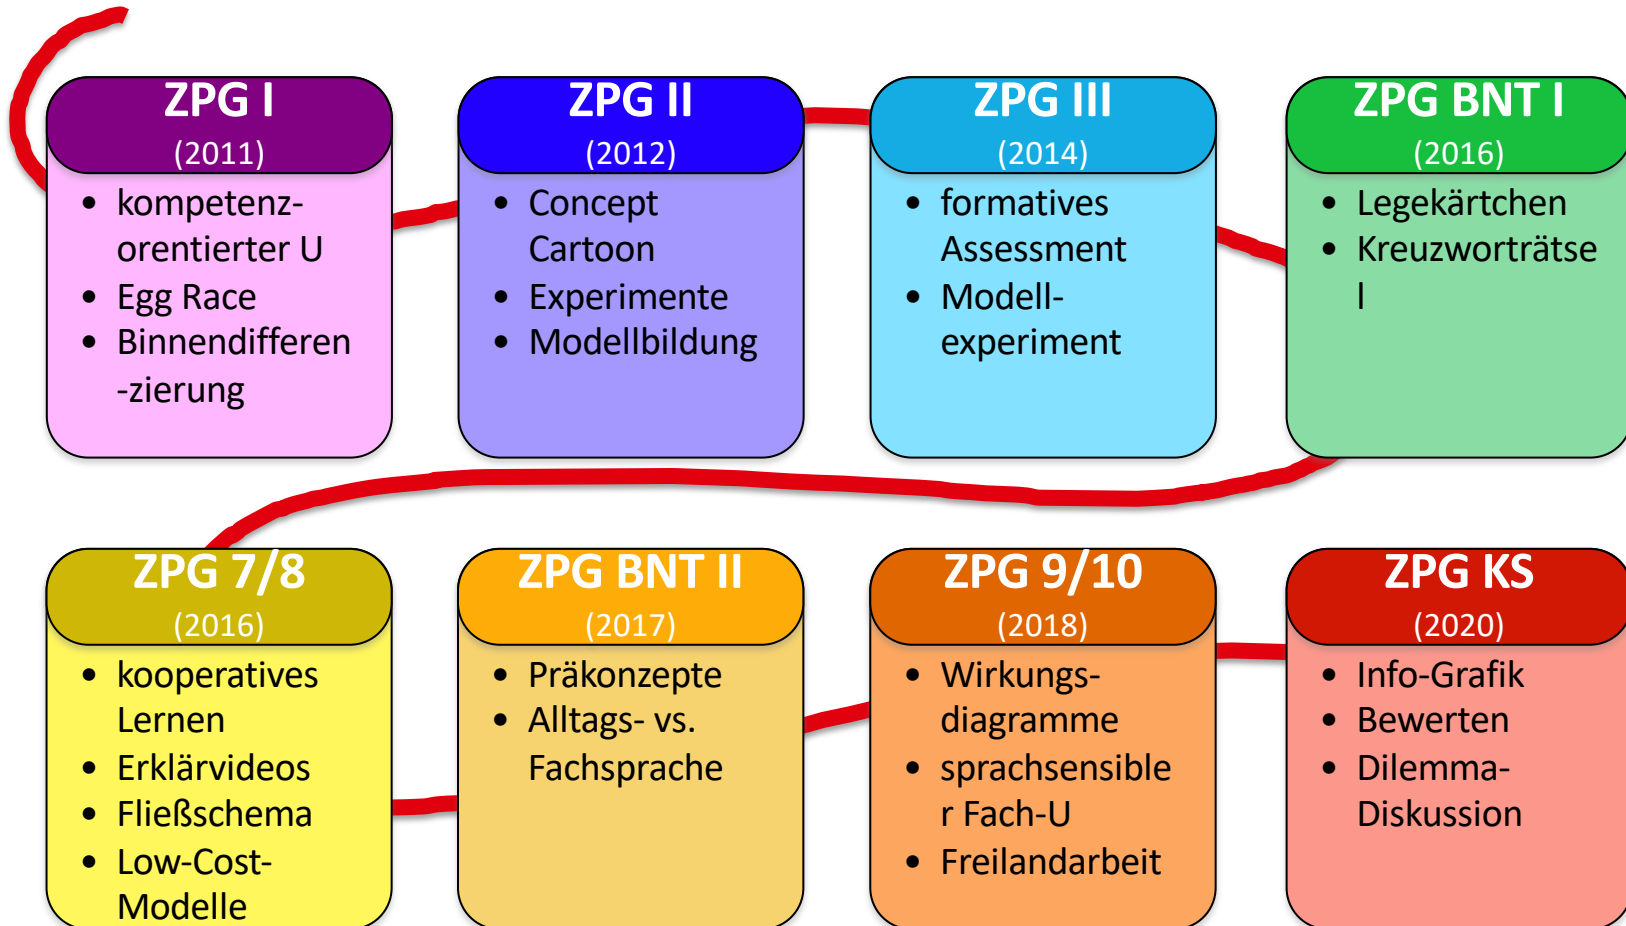 ZPG I
(2011)
• kompetenz-
orentierter U
• Egg Race
• Binnendifferen
-zierung
ZPG II
(2012)
• Concept
Cartoon
• Experimente
• Modellbildung
ZPG III
(2014)
• formatives
Assessment
• Modell-
experiment
ZPG BNT I
(2016)
• Legekärtchen
• Kreuzworträtse
l
ZPG 7/8
(2016)
• kooperatives
Lernen
• Erklärvideos
• Fließschema
• Low-Cost-
Modelle
ZPG BNT II
(2017)
• Präkonzepte
• Alltags- vs.
Fachsprache
ZPG 9/10
(2018)
• Wirkungs-
diagramme
• sprachsensible
r Fach-U
• Freilandarbeit
ZPG KS
(2020)
• Info-Grafik
• Bewerten
• Dilemma-
Diskussion